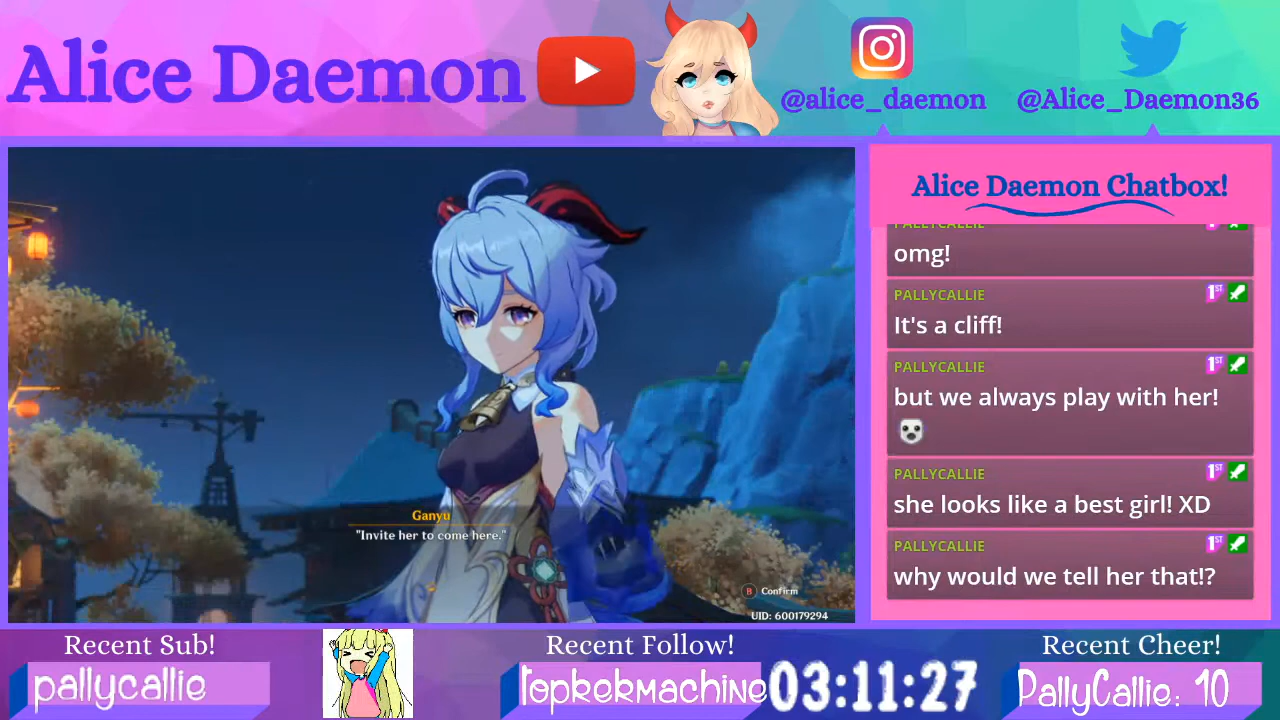 Alice Daemon
@alice_daemon
@Alice_Daemon36
Alice Daemon Chatbox!
PALLYCALLIE
omg!
PALLYCALLIE
It's a cliff!
PALLYCALLIE
but we always play with her!
PALLYCALLIE
she looks like a best girl! XD
PALLYCALLIE
why would we tell her that!?
Ganyu
"Invite her to come here."
B Confirm
UID: 600179294
Recent Sub!
pallycallie
Recent Follow!
Topkekmachine
03:11:27
Recent Cheer!
PallyCallie: 10